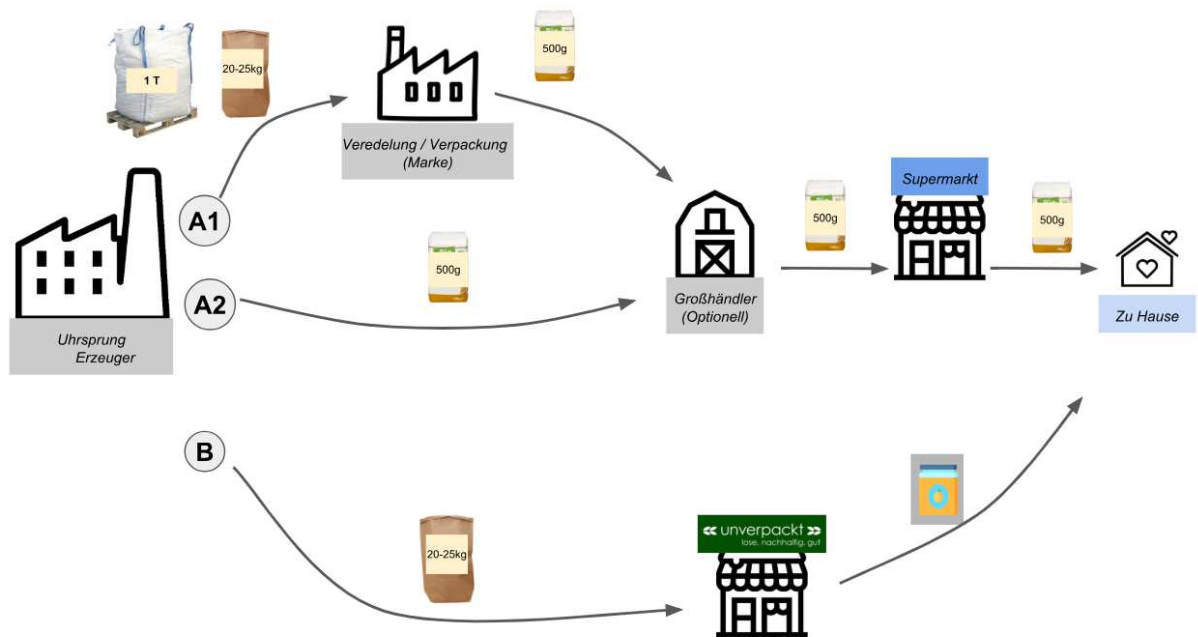 1 T
20-25kg
500g
Veredelung / Verpackung
(Marke)
A1
Supermarkt
500g
500g
500g
A2
Großhändler
(Optionell)
Zu Hause
Uhrsprung
Erzeuger
B
20-25kg
unverpackt
lose, nachhaltig, gut